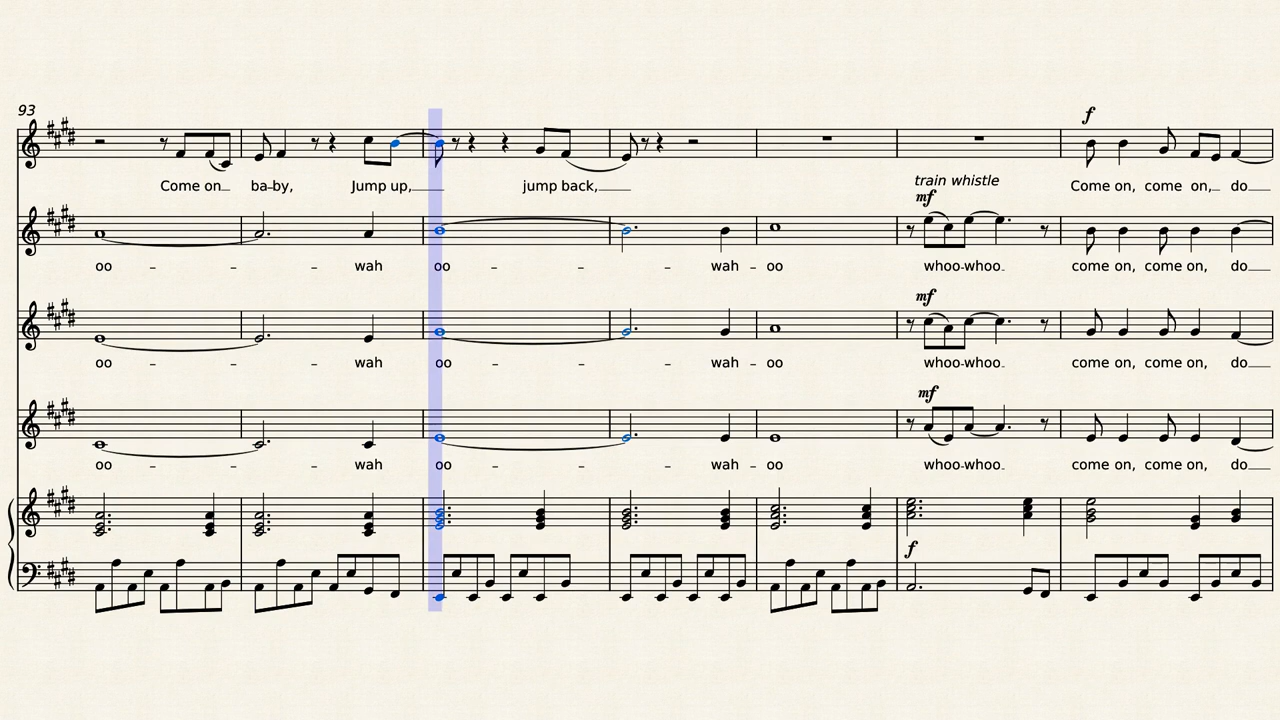 93
f
Come on ba-by, Jump up, jump back, Come on, come on, do
train whistle
mf
oo - - wah oo - - wah - oo whoo-whoo come on, come on, do
mf
oo - - wah oo - - wah - oo whoo-whoo come on, come on, do
mf
oo - - wah oo - - wah - oo whoo-whoo come on, come on, do
f